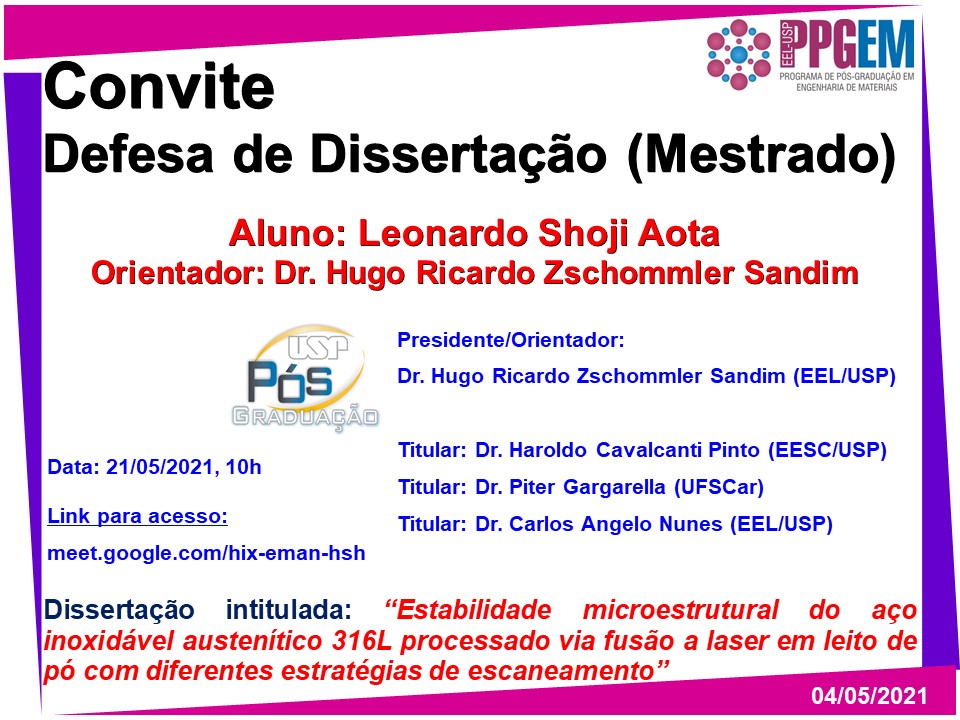 EEL-USP
PPGEM
PROGRAMA DE PÓS-GRADUAÇÃO EM
ENGENHARIA DE MATERIAIS
Convite
Defesa de Dissertação (Mestrado)
Aluno: Leonardo Shoji Aota
Orientador: Dr. Hugo Ricardo Zschommler Sandim
USP
Pós
GRADUAÇÃO
Presidente/Orientador:
Dr. Hugo Ricardo Zschommler Sandim (EEL/USP)
Titular: Dr. Haroldo Cavalcanti Pinto (EESC/USP)
Titular: Dr. Piter Gargarella (UFSCar)
Titular: Dr. Carlos Angelo Nunes (EEL/USP)
Data: 21/05/2021, 10h
Link para acesso:
meet.google.com/hix-eman-hsh
Dissertação intitulada: “Estabilidade microestrutural do aço
inoxidável austenítico 316L processado via fusão a laser em leito de
pó com diferentes estratégias de escaneamento”
04/05/2021